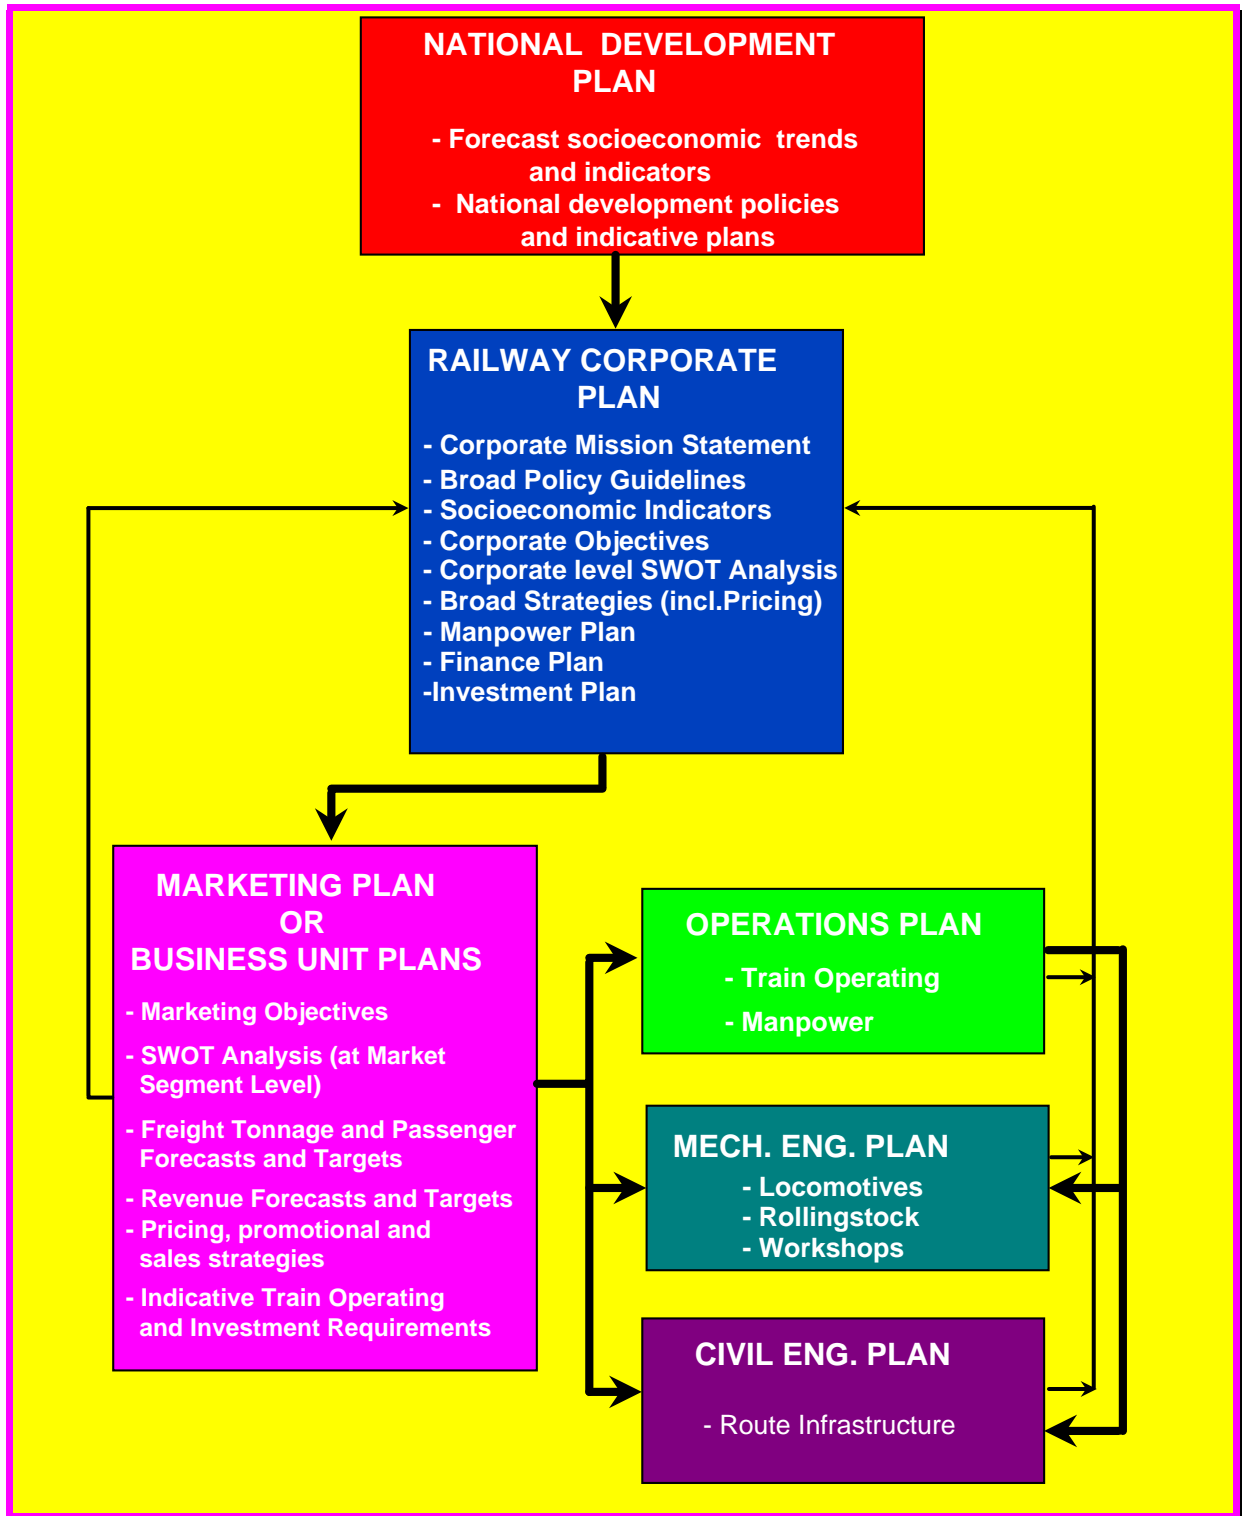 NATIONAL DEVELOPMENT
PLAN
- Forecast socioeconomic trends
and indicators
- National development policies
and indicative plans
RAILWAY CORPORATE
PLAN
- Corporate Mission Statement
- Broad Policy Guidelines
- Socioeconomic Indicators
- Corporate Objectives
- Corporate level SWOT Analysis
- Broad Strategies (incl.Pricing)
- Manpower Plan
- Finance Plan
-Investment Plan
MARKETING PLAN
OR
BUSINESS UNIT PLANS
- Marketing Objectives
- SWOT Analysis (at Market
Segment Level)
- Freight Tonnage and Passenger
Forecasts and Targets
- Revenue Forecasts and Targets
- Pricing, promotional and
sales strategies
- Indicative Train Operating
and Investment Requirements
OPERATIONS PLAN
- Train Operating
- Manpower
MECH. ENG. PLAN
- Locomotives
- Rollingstock
- Workshops
CIVIL ENG. PLAN
- Route Infrastructure